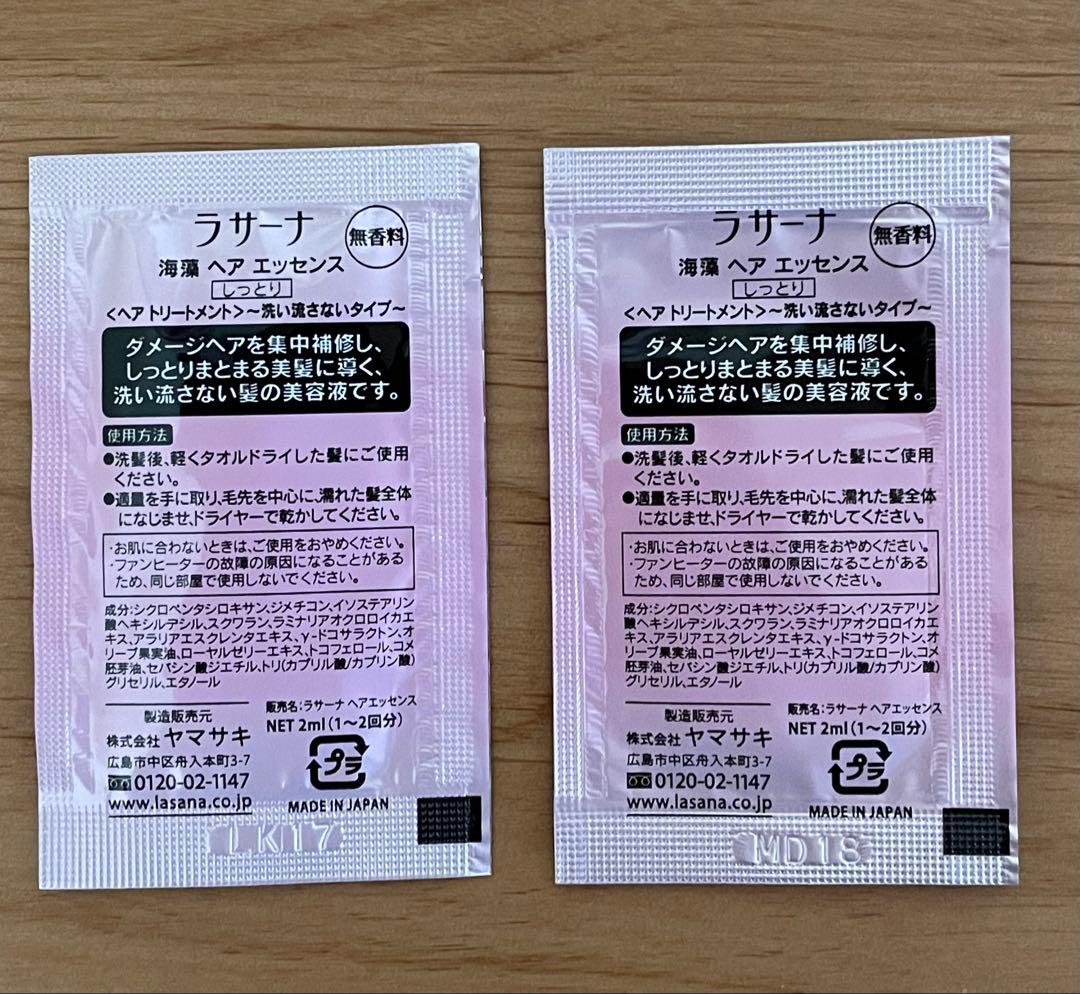 ラサーナ
無香料
海藻 ヘア エッセンス
しっとり
<ヘア トリートメント>～洗い流さないタイプ～
ダメージヘアを集中補修し、
しっとりまとまる美髪に導く、
洗い流さない髪の美容液です。
使用方法
●洗髪後、軽くタオルドライした髪にご使用
ください。
●適量を手に取り、毛先を中心に、濡れた髪全体
になじませ、ドライヤーで乾かしてください。
・お肌に合わないときは、ご使用をおやめください。
・ファンヒーターの故障の原因になることがある
ため、同じ部屋で使用しないでください。
成分：シクロペンタシロキサン、ジメチコン、イソステアリン
酸ヘキシルデシル、スクワラン、ラミナリアオクロロイカエ
キス、アラリアエスクレンタエキス、γ-ドコサラクトン、オ
リーブ果実油、ローヤルゼリーエキス、トコフェロール、コメ
胚芽油、セバシン酸ジエチル、トリ(カプリル酸/カプリン酸)
グリセリル、エタノール
製造販売元
株式会社 ヤマサキ
広島市中区舟入本町3-7
0120-02-1147
www.lasana.co.jp
販売名：ラサーナ ヘアエッセンス
NET 2ml(1～2回分)
プラ
MADE IN JAPAN
LK17
ラサーナ
無香料
海藻 ヘア エッセンス
しっとり
<ヘア トリートメント>～洗い流さないタイプ～
ダメージヘアを集中補修し、
しっとりまとまる美髪に導く、
洗い流さない髪の美容液です。
使用方法
●洗髪後、軽くタオルドライした髪にご使用
ください。
●適量を手に取り、毛先を中心に、濡れた髪全体
になじませ、ドライヤーで乾かしてください。
・お肌に合わないときは、ご使用をおやめください。
・ファンヒーターの故障の原因になることがある
ため、同じ部屋で使用しないでください。
成分：シクロペンタシロキサン、ジメチコン、イソステアリン
酸ヘキシルデシル、スクワラン、ラミナリアオクロロイカエ
キス、アラリアエスクレンタエキス、γ-ドコサラクトン、オ
リーブ果実油、ローヤルゼリーエキス、トコフェロール、コメ
胚芽油、セバシン酸ジエチル、トリ(カプリル酸/カプリン酸)
グリセリル、エタノール
製造販売元
株式会社 ヤマサキ
広島市中区舟入本町3-7
0120-02-1147
www.lasana.co.jp
販売名：ラサーナ ヘアエッセンス
NET 2ml(1～2回分)
プラ
MADE IN JAPAN
MD18